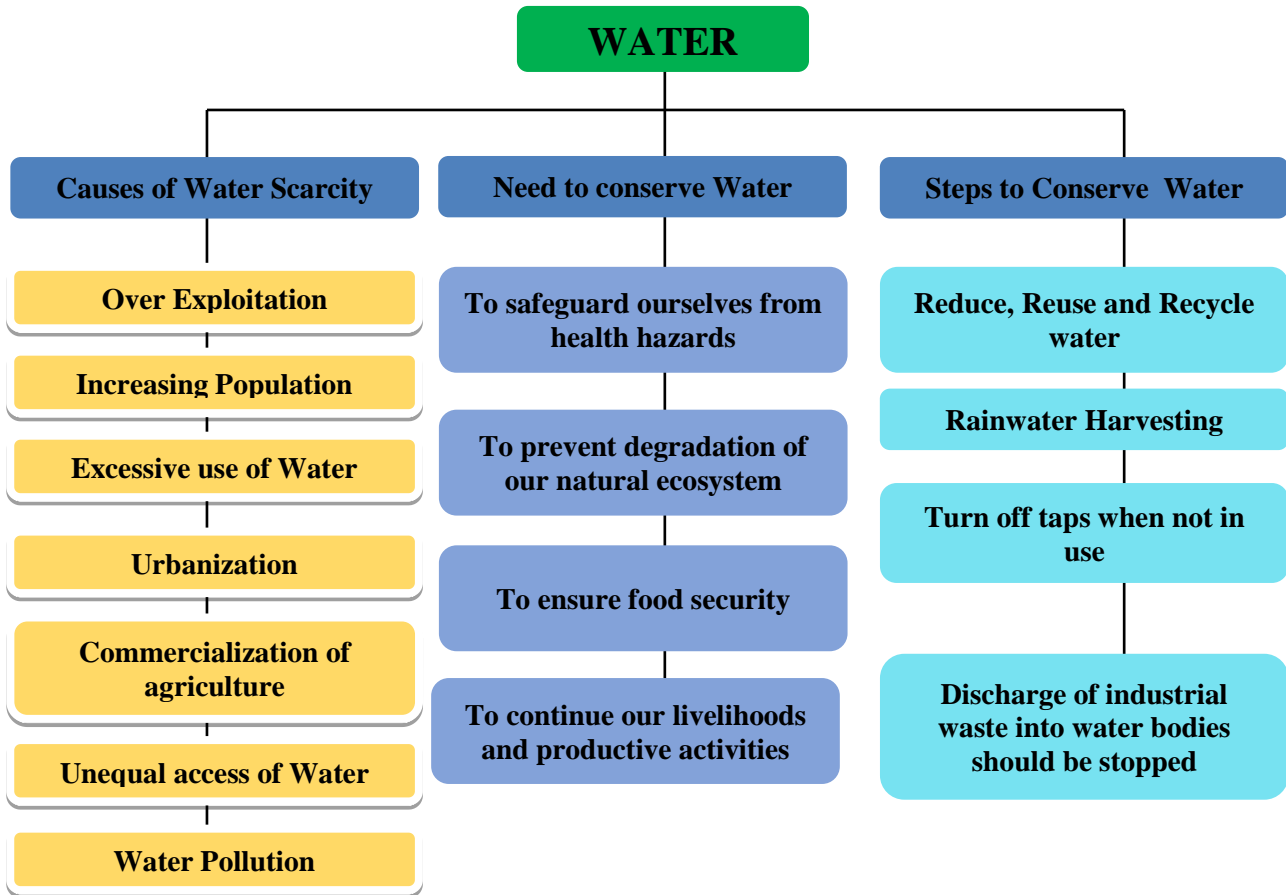 WATER
Causes of Water Scarcity
Over Exploitation
Increasing Population
Excessive use of Water
Urbanization
Commercialization of
agriculture
Unequal access of Water
Water Pollution
Need to conserve Water
To safeguard ourselves from
health hazards
To prevent degradation of
our natural ecosystem
To ensure food security
To continue our livelihoods
and productive activities
Steps to Conserve  Water
Reduce, Reuse and Recycle
water
Rainwater Harvesting
Turn off taps when not in
use
Discharge of industrial
waste into water bodies
should be stopped